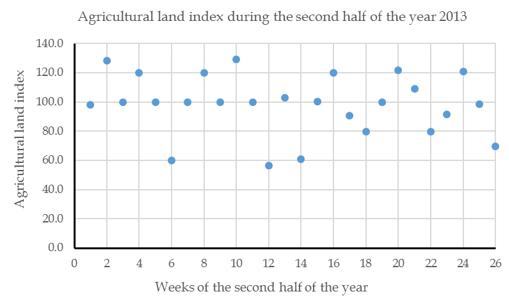 Agricultural land index during the second half of the year 2013
Agricultural land index
140.0
120.0
100.0
80.0
60.0
40.0
20.0
0.0
0 2 4 6 8 10 12 14 16 18 20 22 24 26
Weeks of the second half of the year